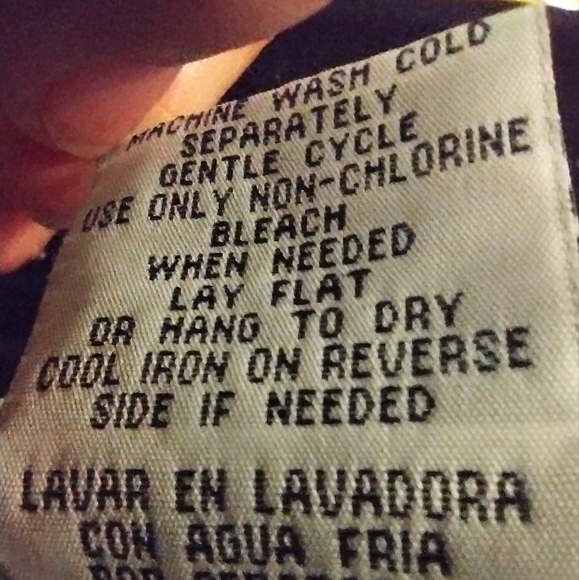 MACHINE WASH COLD
SEPARATELY
GENTLE CYCLE
USE ONLY NON-CHLORINE
BLEACH
WHEN NEEDED
LAY FLAT
OR HANG TO DRY
COOL IRON ON REVERSE
SIDE IF NEEDED
LAVAR EN LAVADORA
CON AGUA FRIA
POR